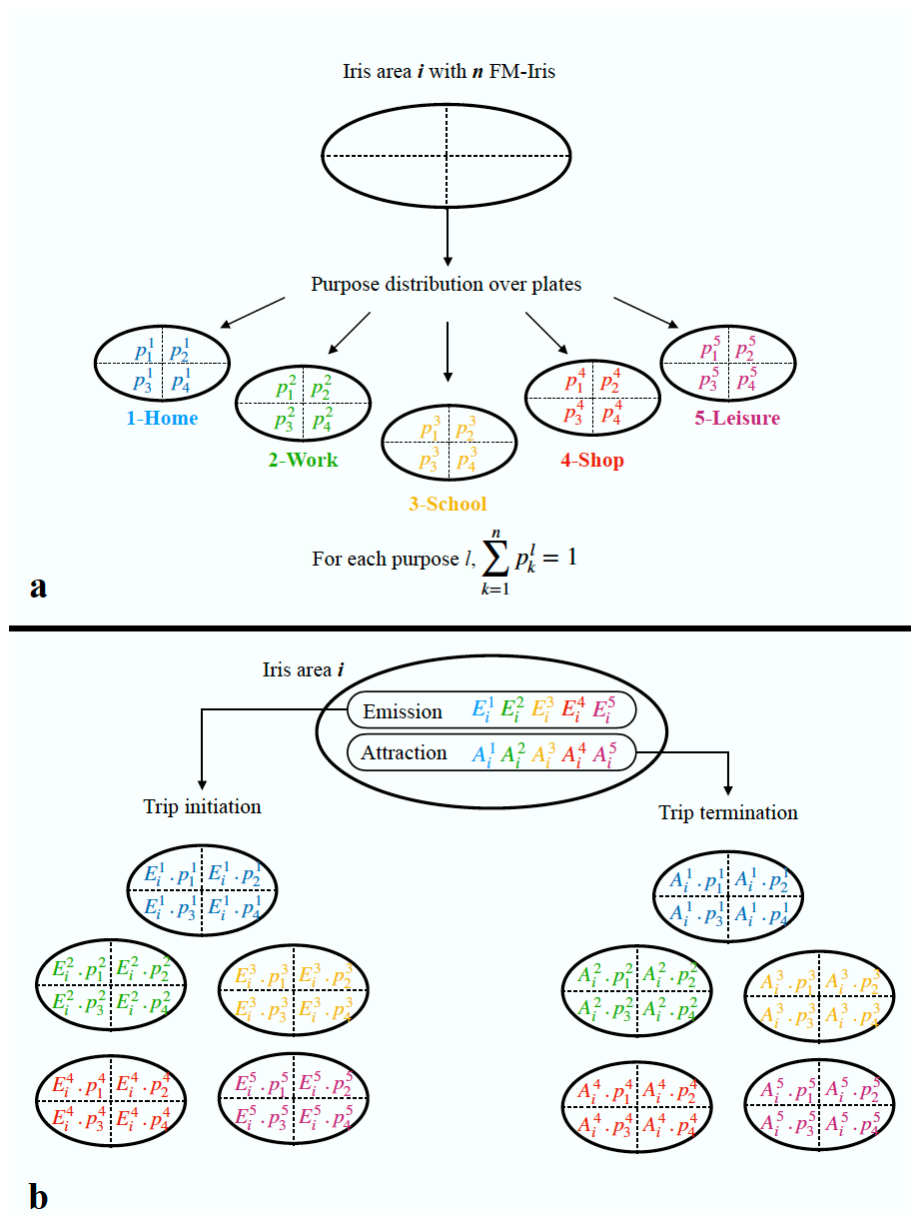 Iris area i with n FM-Iris
Purpose distribution over plates
p_1^1 p_2^1
p_3^1 p_4^1
1-Home
p_1^2 p_2^2
p_3^2 p_4^2
2-Work
p_1^3 p_2^3
p_3^3 p_4^3
3-School
p_1^4 p_2^4
p_3^4 p_4^4
4-Shop
p_1^5 p_2^5
p_3^5 p_4^5
5-Leisure
For each purpose l, \sum_{k=1}^{n} p_k^l = 1
a
Iris area i
Emission E_i^1 E_i^2 E_i^3 E_i^4 E_i^5
Attraction A_i^1 A_i^2 A_i^3 A_i^4 A_i^5
Trip initiation
E_i^1 . p_1^1 E_i^1 . p_2^1
E_i^1 . p_3^1 E_i^1 . p_4^1
E_i^2 . p_1^2 E_i^2 . p_2^2
E_i^2 . p_3^2 E_i^2 . p_4^2
E_i^3 . p_1^3 E_i^3 . p_2^3
E_i^3 . p_3^3 E_i^3 . p_4^3
E_i^4 . p_1^4 E_i^4 . p_2^4
E_i^4 . p_3^4 E_i^4 . p_4^4
E_i^5 . p_1^5 E_i^5 . p_2^5
E_i^5 . p_3^5 E_i^5 . p_4^5
Trip termination
A_i^1 . p_1^1 A_i^1 . p_2^1
A_i^1 . p_3^1 A_i^1 . p_4^1
A_i^2 . p_1^2 A_i^2 . p_2^2
A_i^2 . p_3^2 A_i^2 . p_4^2
A_i^3 . p_1^3 A_i^3 . p_2^3
A_i^3 . p_3^3 A_i^3 . p_4^3
A_i^4 . p_1^4 A_i^4 . p_2^4
A_i^4 . p_3^4 A_i^4 . p_4^4
A_i^5 . p_1^5 A_i^5 . p_2^5
A_i^5 . p_3^5 A_i^5 . p_4^5
b